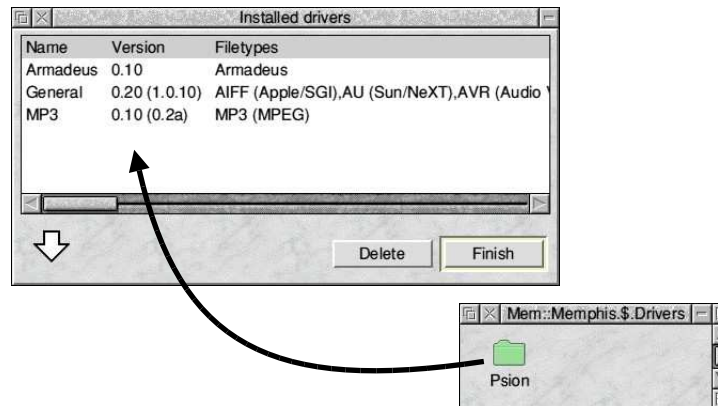 Installed drivers
Name Version Filetypes
Armadeus 0.10 Armadeus
General 0.20 (1.0.10) AIFF (Apple/SGI),AU (Sun/NeXT),AVR (Audio
MP3 0.10 (0.2a) MP3 (MPEG)
Delete Finish
Mem::Memphis.$.Drivers
Psion